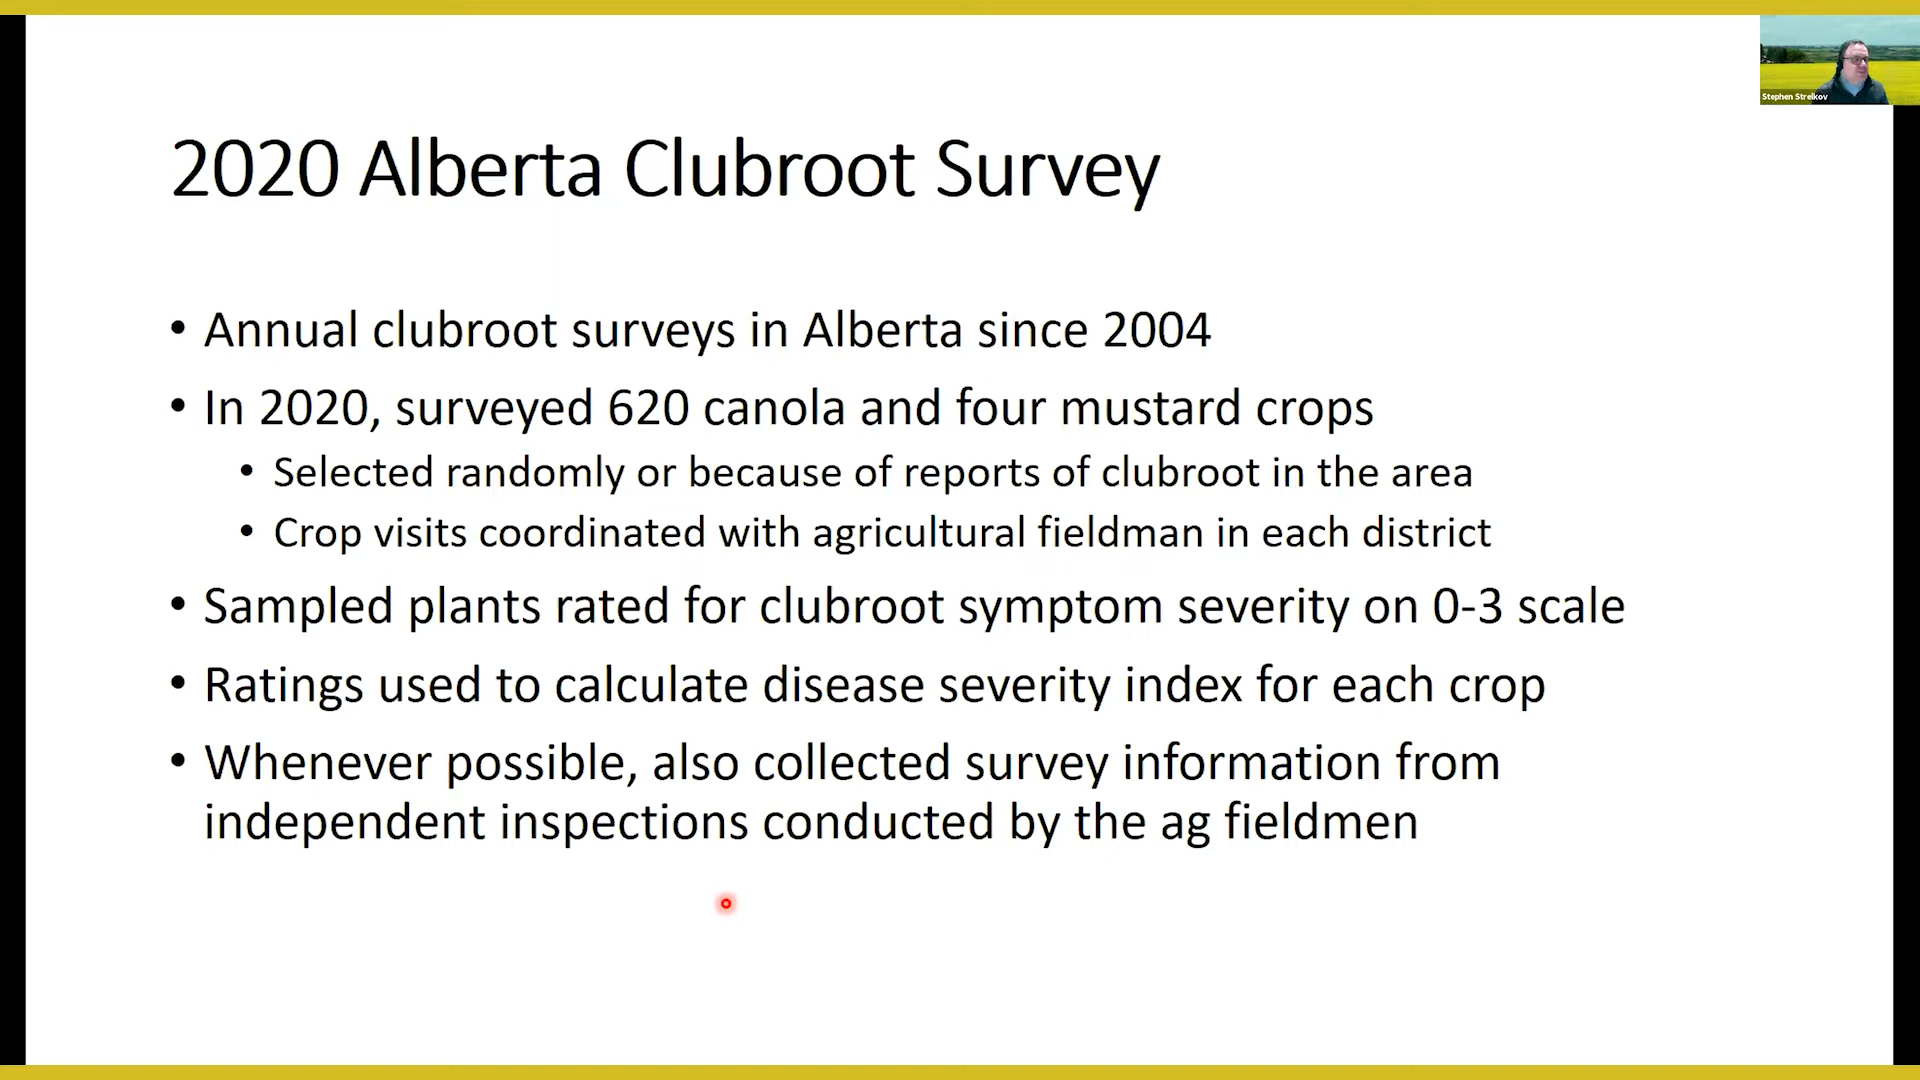 Stephen Strelkov
2020 Alberta Clubroot Survey
• Annual clubroot surveys in Alberta since 2004
• In 2020, surveyed 620 canola and four mustard crops
• Selected randomly or because of reports of clubroot in the area
• Crop visits coordinated with agricultural fieldman in each district
• Sampled plants rated for clubroot symptom severity on 0-3 scale
• Ratings used to calculate disease severity index for each crop
• Whenever possible, also collected survey information from
independent inspections conducted by the ag fieldmen